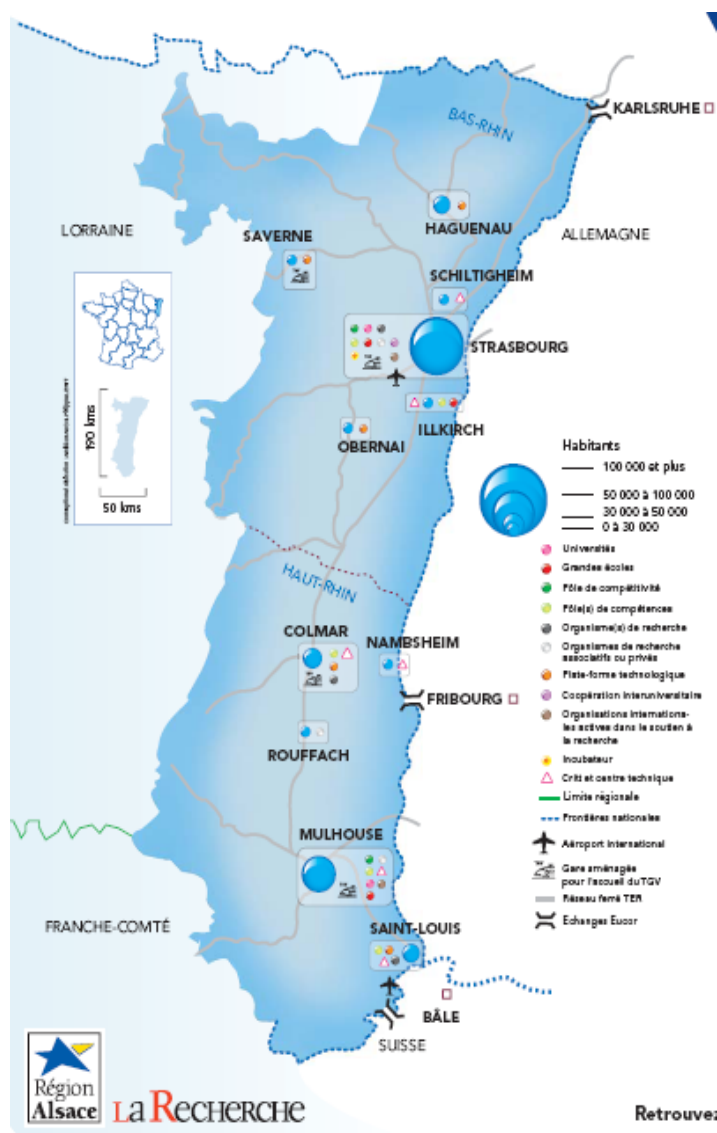 KARLSRUHE
BAS-RHIN
HAGUENAU
LORRAINE
SAVERNE
ALLEMAGNE
SCHILTIGHEIM
STRASBOURG
190 kms
50 kms
ILLKIRCH
OBERNAI
Habitants
100 000 et plus
50 000 à 100 000
30 000 à 50 000
0 à 30 000
Universités
Grandes écoles
Pôle de compétitivité
Pôle(s) de compétences
Organisme(s) de recherche
Organismes de recherche
associatifs ou privés
Plate-forme technologique
Coopération interuniversitaire
Organisations internationa-
les actives dans le soutien à
la recherche
Incubateur
Critt et centre technique
Limite régionale
Frontières nationales
Aéroport international
Gare aménagée
pour l'accueil du TGV
Réseau ferré TER
Echanges Eucor
HAUT-RHIN
COLMAR
NAMBSHEIM
FRIBOURG
ROUFFACH
MULHOUSE
FRANCHE-COMTÉ
SAINT-LOUIS
BÂLE
SUISSE
Région
Alsace
La Recherche
Retrouvez